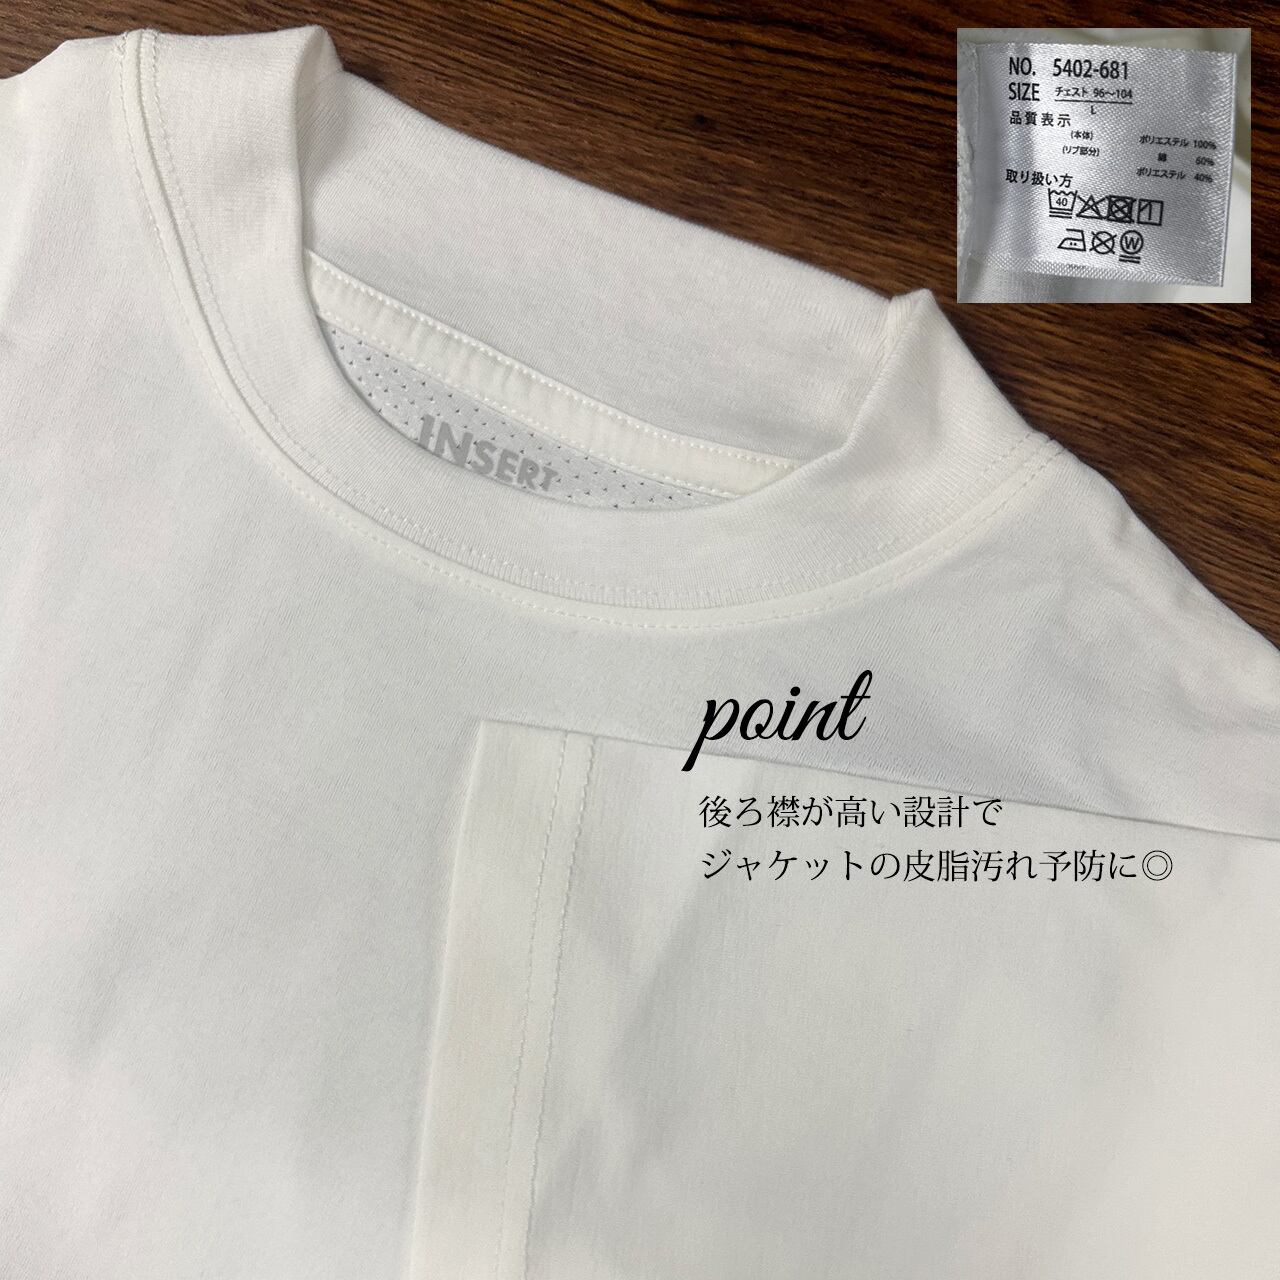 NO. 5402-681
SIZE チェスト 96～104
L
品質表示
(本体) ポリエステル 100%
(リブ部分) 綿 60%
ポリエステル 40%
取り扱い方
40
W
INSERT
point
後ろ襟が高い設計で
ジャケットの皮脂汚れ予防に◎